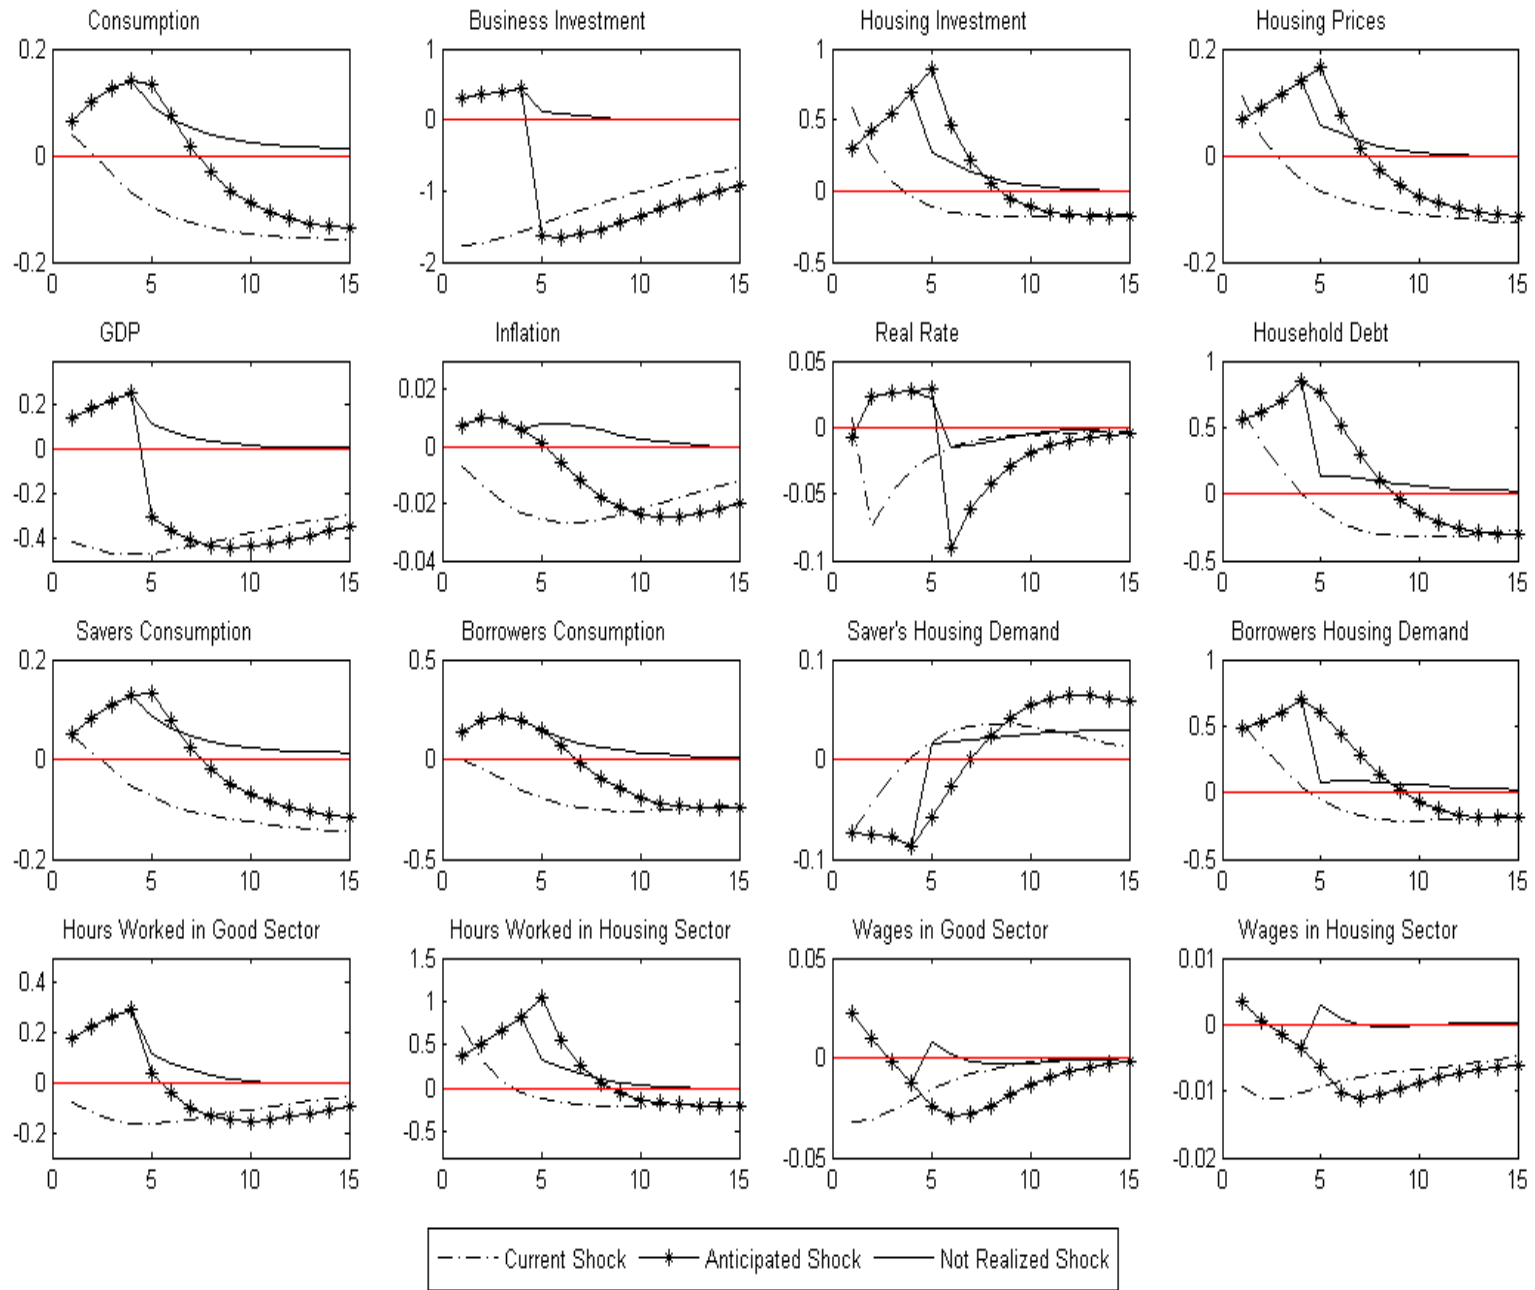 Consumption Business Investment Housing Investment Housing Prices
0.2 1 1 0.2
0 0 0.5 0
-1 0
-0.2 -2 -0.5 -0.2
0 5 10 15 0 5 10 15 0 5 10 15 0 5 10 15
GDP Inflation Real Rate Household Debt
0.2 0.02 0.05 1
0 0 0 0.5
-0.2 -0.02 -0.05 0
-0.4 -0.04 -0.1 -0.5
0 5 10 15 0 5 10 15 0 5 10 15 0 5 10 15
Savers Consumption Borrowers Consumption Saver's Housing Demand Borrowers Housing Demand
0.2 0.5 0.1 1
0.5
0 0 0 0
-0.2 -0.5 -0.1 -0.5
0 5 10 15 0 5 10 15 0 5 10 15 0 5 10 15
Hours Worked in Good Sector Hours Worked in Housing Sector Wages in Good Sector Wages in Housing Sector
0.4 1.5 0.05 0.01
0.2 1 0
0 0.5 0 -0.01
-0.2 0 -0.05 -0.02
-0.5
0 5 10 15 0 5 10 15 0 5 10 15 0 5 10 15
Current Shock Anticipated Shock Not Realized Shock